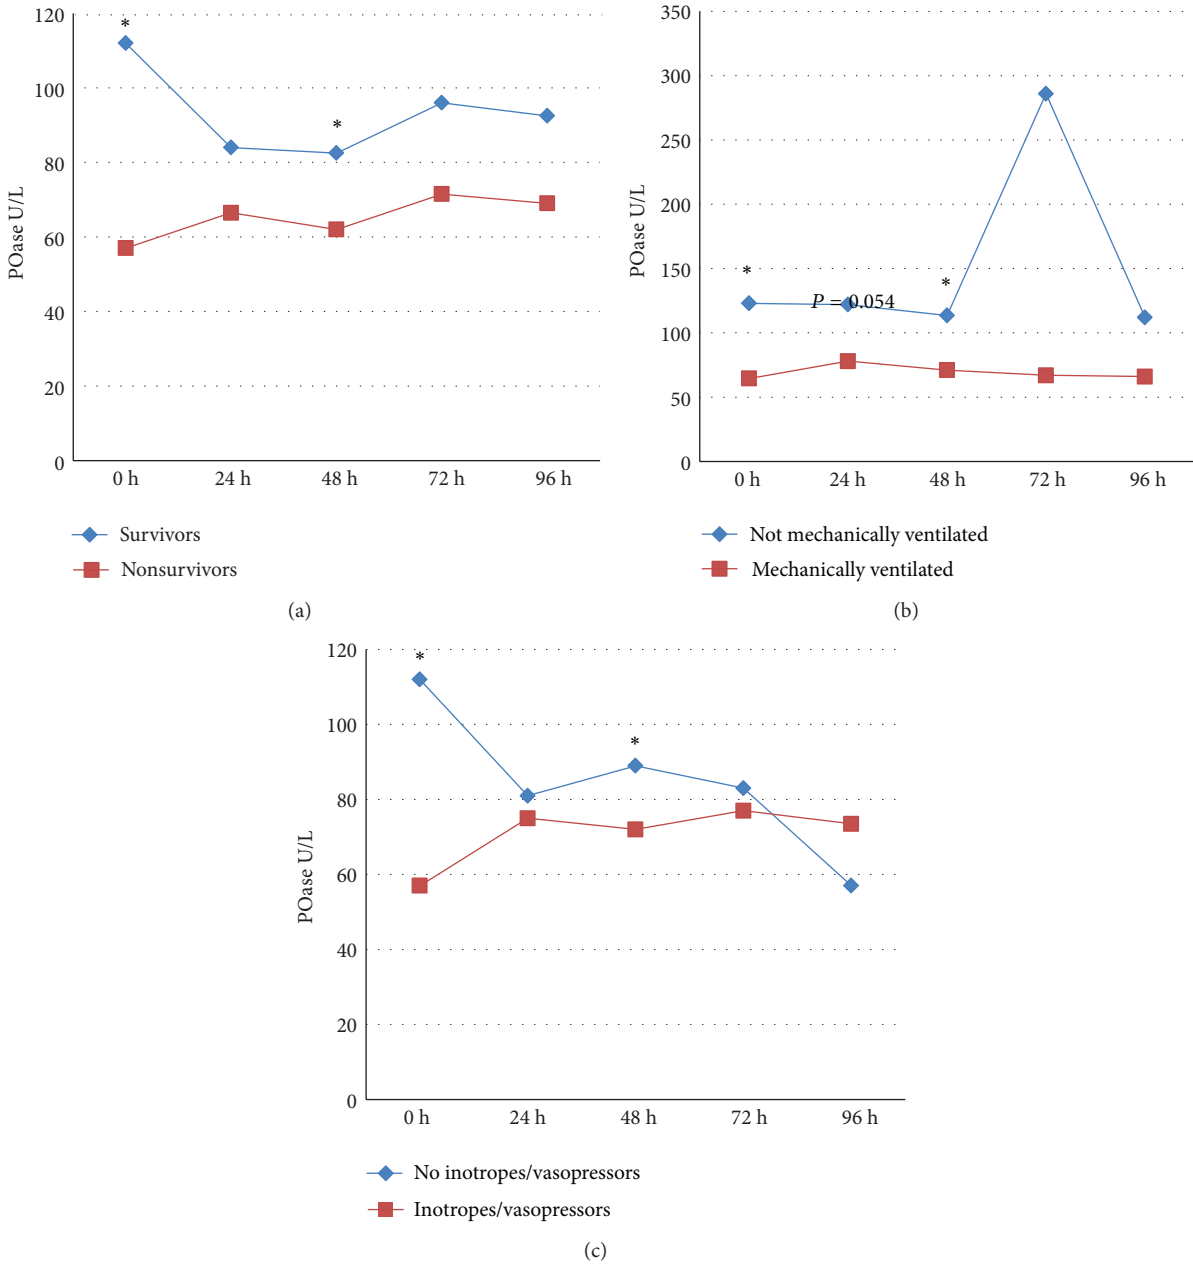 120
100
80
60
40
20
0
POase U/L
*
*
0 h 24 h 48 h 72 h 96 h
Survivors
Nonsurvivors
(a)
350
300
250
200
150
100
50
0
POase U/L
*
*
P = 0.054
0 h 24 h 48 h 72 h 96 h
Not mechanically ventilated
Mechanically ventilated
(b)
120
100
80
60
40
20
0
POase U/L
*
*
0 h 24 h 48 h 72 h 96 h
No inotropes/vasopressors
Inotropes/vasopressors
(c)